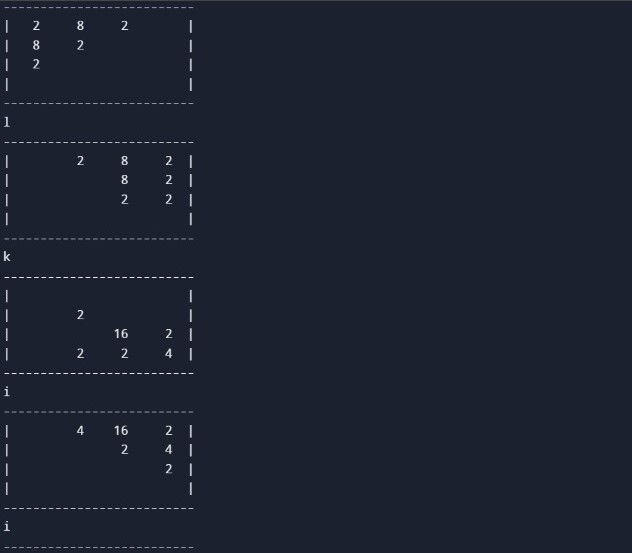 -------------------------
|   2     8     2       |
|   8     2             |
|   2                   |
|                       |
-------------------------
l
-------------------------
|         2     8     2 |
|               8     2 |
|               2     2 |
|                       |
-------------------------
k
-------------------------
|                       |
|         2             |
|              16     2 |
|         2     2     4 |
-------------------------
i
-------------------------
|         4    16     2 |
|               2     4 |
|                     2 |
|                       |
-------------------------
i
-------------------------